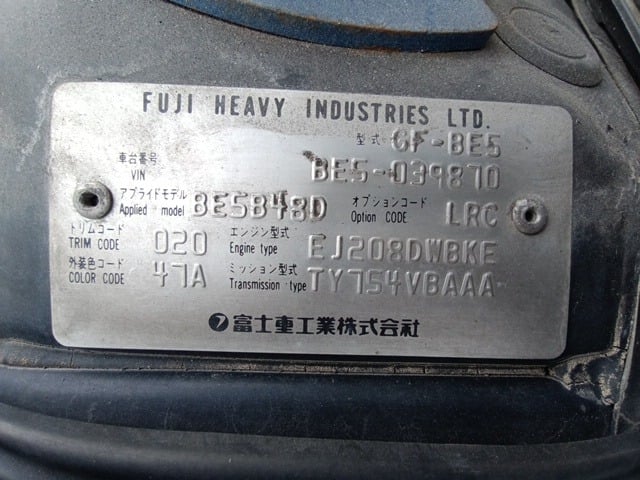 FUJI HEAVY INDUSTRIES LTD.
型式 GF-BE5
車台番号 VIN BE5-039870
アプライドモデル Applied model BE5B48D オプションコード Option CODE LRC
トリムコード TRIM CODE 020 エンジン型式 Engine type EJ208DWBKE
外装色コード COLOR CODE 47A ミッション型式 Transmission type TY754VBAAA
富士重工業株式会社